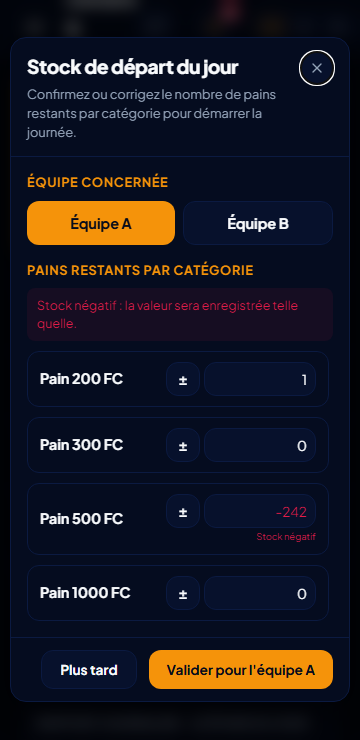 Stock de départ du jour
Confirmez ou corrigez le nombre de pains
restants par catégorie pour démarrer la
journée.
ÉQUIPE CONCERNÉE
Équipe A
Équipe B
PAINS RESTANTS PAR CATÉGORIE
Stock négatif : la valeur sera enregistrée telle
quelle.
Pain 200 FC ± 1
Pain 300 FC ± 0
Pain 500 FC ± -242
Stock négatif
Pain 1000 FC ± 0
Plus tard
Valider pour l'équipe A